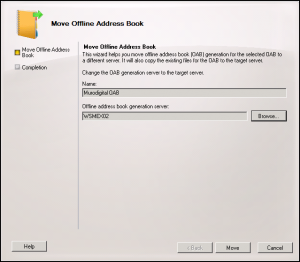 Move Offline Address Book
Move Offline Address Book
Completion
Move Offline Address Book
This wizard helps you move offline address book (OAB) generation for the selected OAB to
a different server. It will also copy the existing files for the OAB to the target server.
Change the OAB generation server to the target server.
Name:
Murodigital OAB
Offline address book generation server:
WSMEX02
Browse...
Help
< Back
Move
Cancel